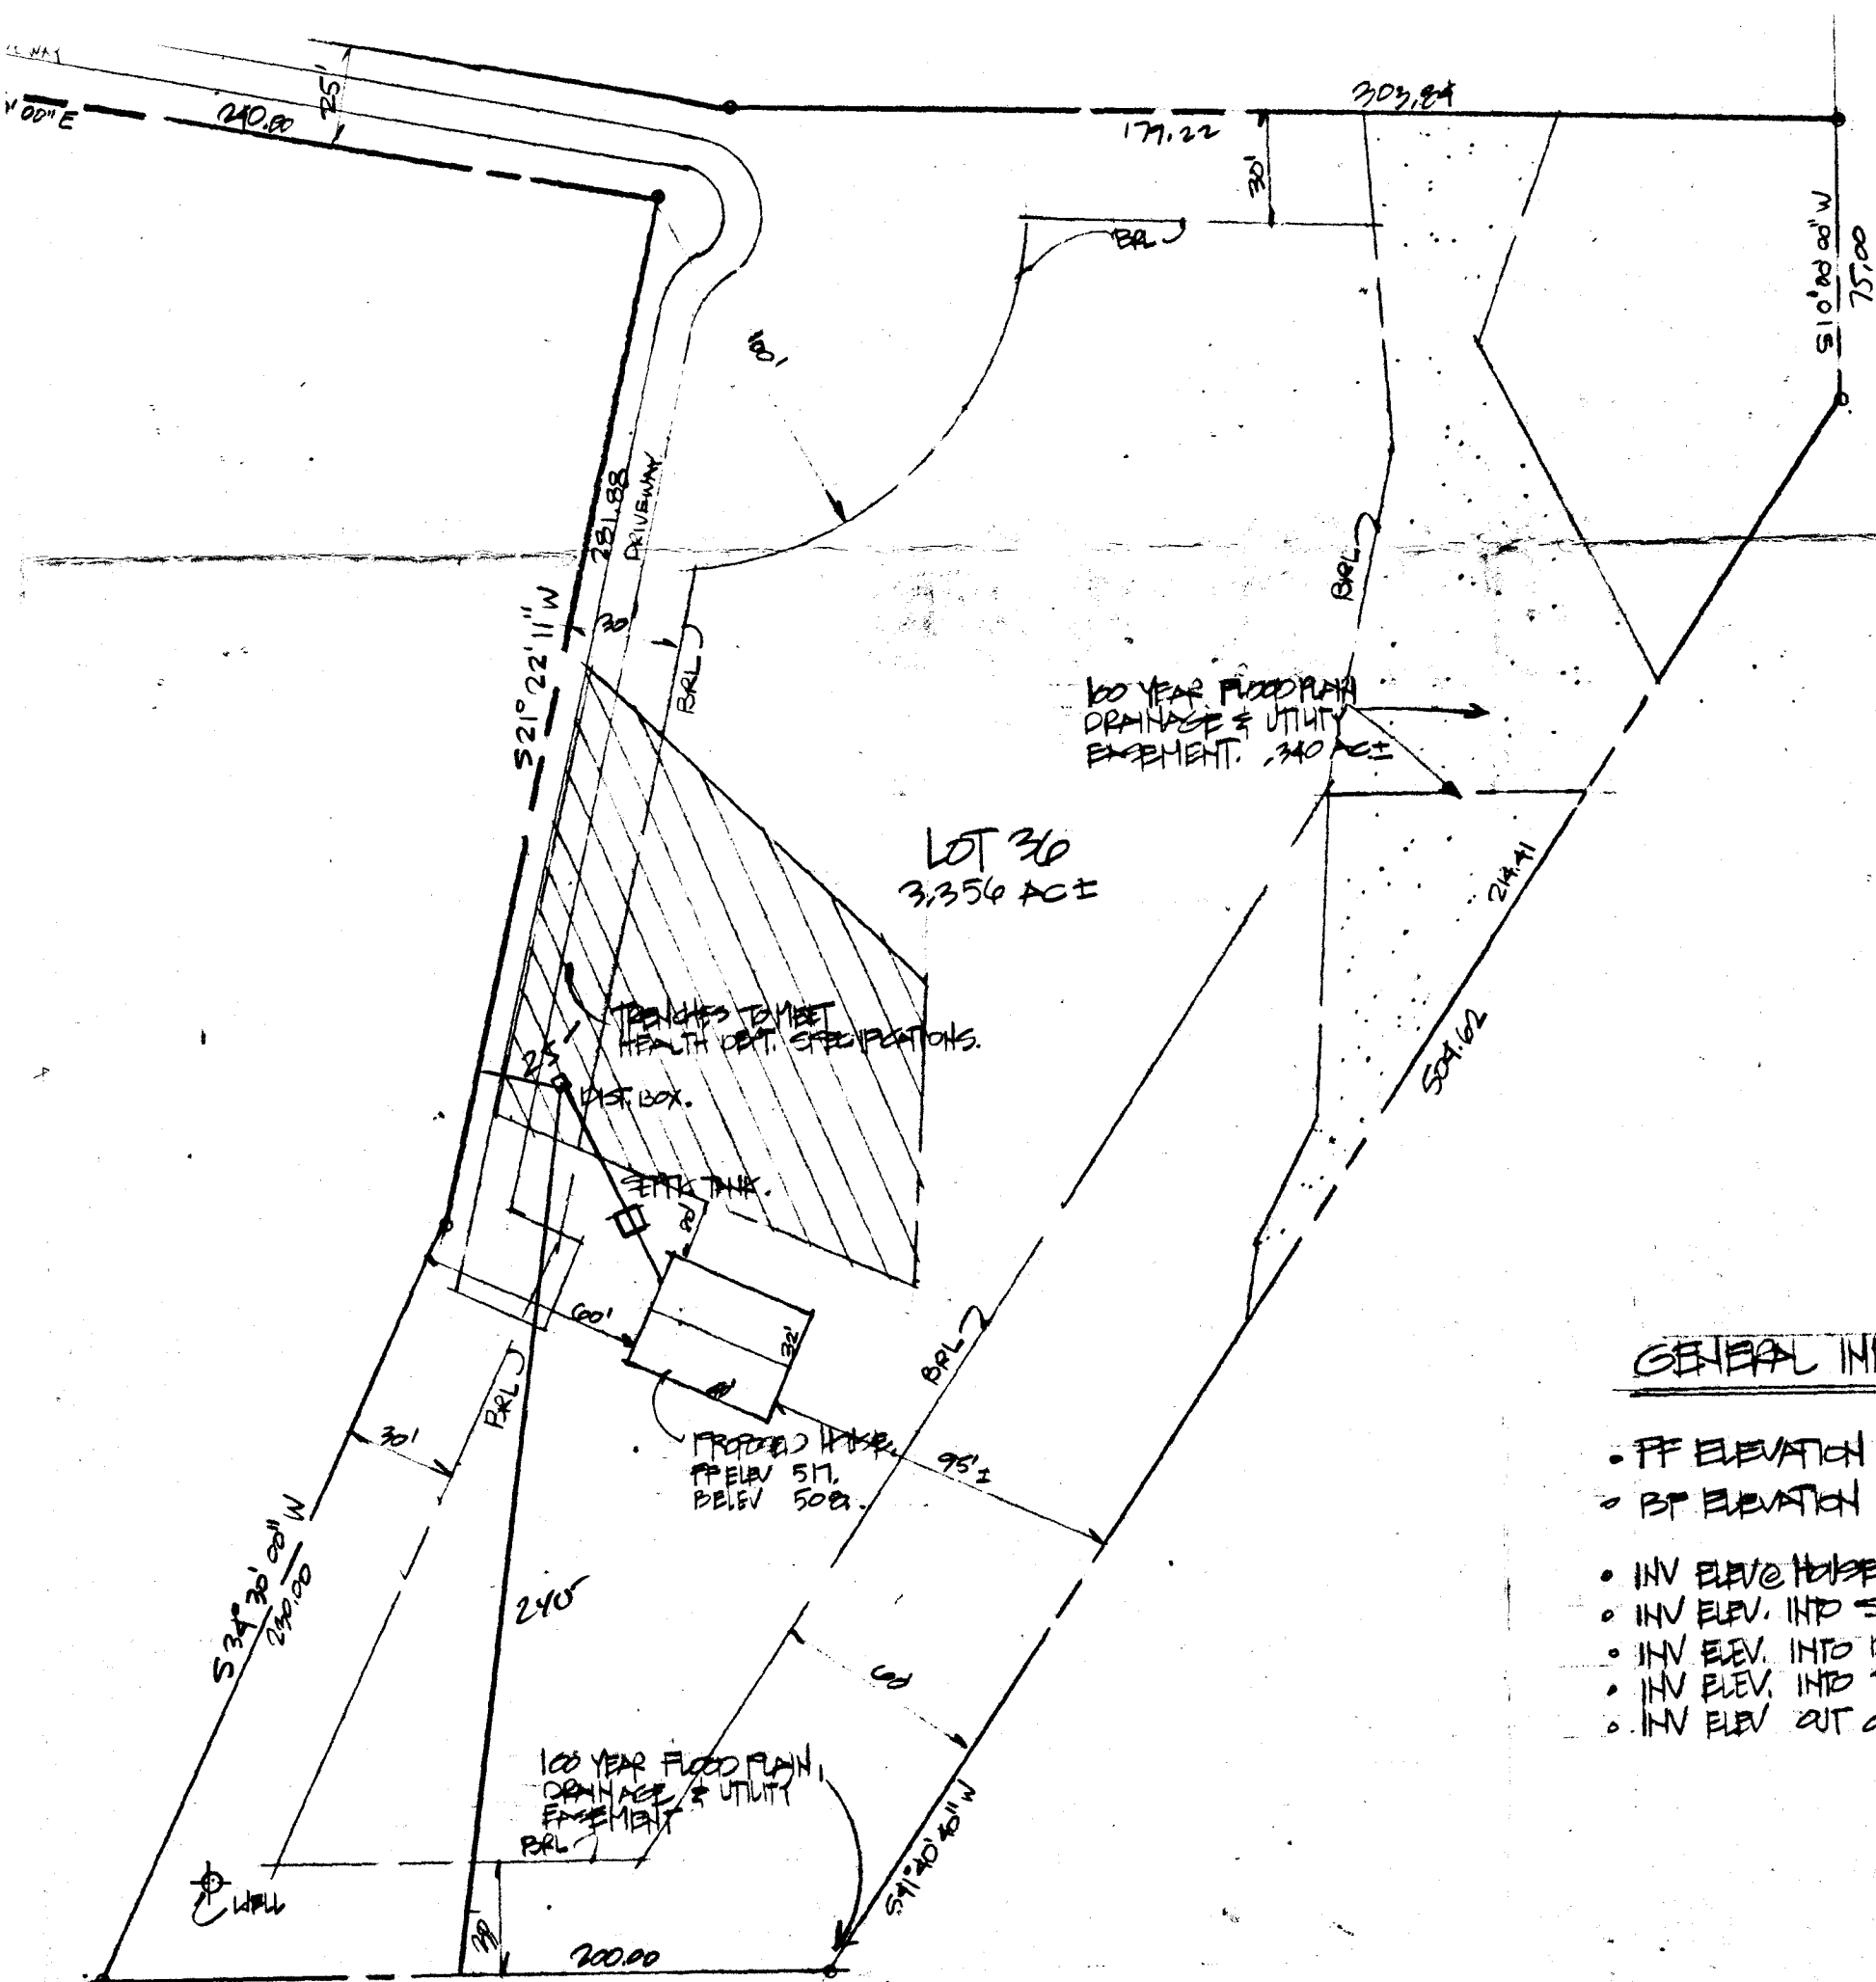 00" E
240.80
25'
303.84
179.22
30'
BRL
S10°00'00"W
75.00
281.88
DRIVEWAY
S21°22'11"W
30'
BRL
BRL
100 YEAR FLOOD PLAIN
DRAINAGE & UTILITY
EASEMENT. .340 AC±
LOT 36
3.356 AC±
214.41
504.62
TRENCHES TO MEET
HEALTH DEPT. SPECIFICATIONS.
25'
DIST. BOX.
SEPTIC TANK.
20'
60'
32'
BRL
BRL
30'
PROPOSED HOUSE
FF ELEV 517.
B ELEV 508.
95'±
GENERAL
• FF ELEVATION
• BF ELEVATION
• INV ELEV @ HOUSE
• INV ELEV. INTO
• INV ELEV. INTO
• INV ELEV. INTO
• INV ELEV OUT
S34°30'00"W
230.00
240'
60'
100 YEAR FLOOD PLAIN,
DRAINAGE & UTILITY
EASEMENT
BRL
S41°40'40"W
WELL
30'
200.00